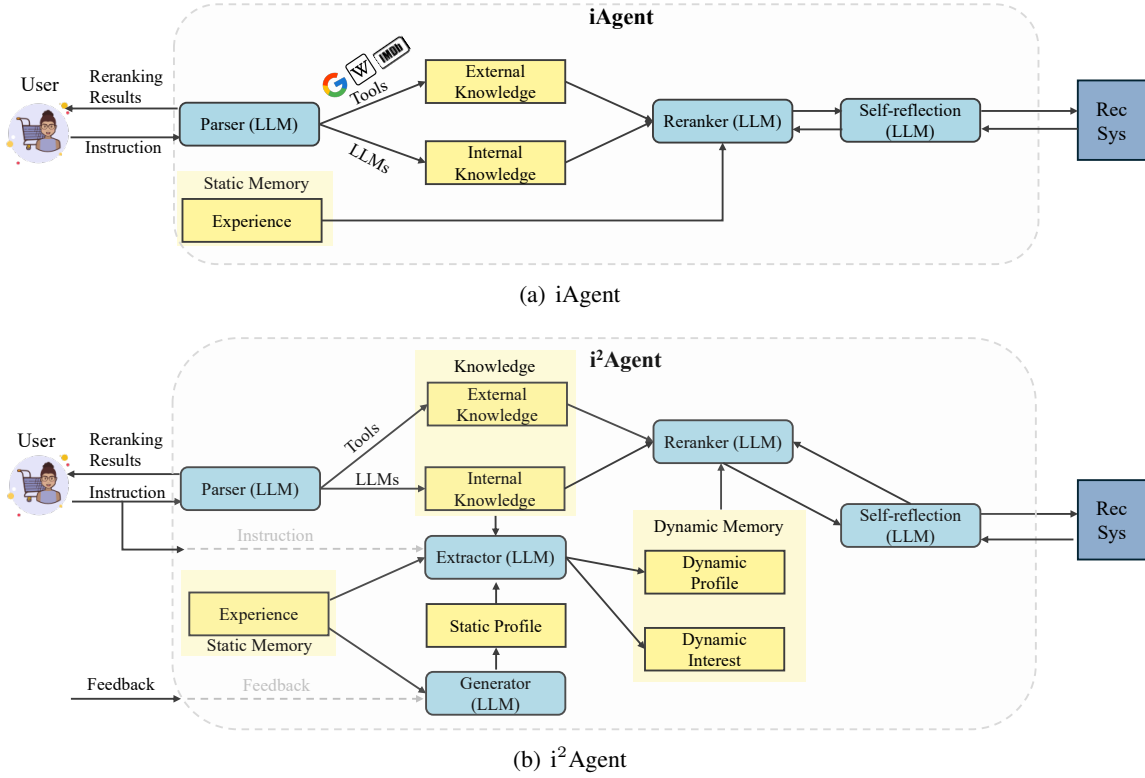 iAgent
User
Reranking
Results
Instruction
Parser (LLM)
W
IMDb
Tools
LLMs
External
Knowledge
Internal
Knowledge
Reranker (LLM)
Self-reflection
(LLM)
Rec
Sys
Static Memory
Experience
(a) iAgent
i²Agent
User
Reranking
Results
Instruction
Parser (LLM)
Tools
LLMs
Knowledge
External
Knowledge
Internal
Knowledge
Reranker (LLM)
Self-reflection
(LLM)
Rec
Sys
Instruction
Extractor (LLM)
Dynamic Memory
Dynamic
Profile
Dynamic
Interest
Experience
Static Memory
Static Profile
Feedback
Feedback
Generator
(LLM)
(b) i²Agent